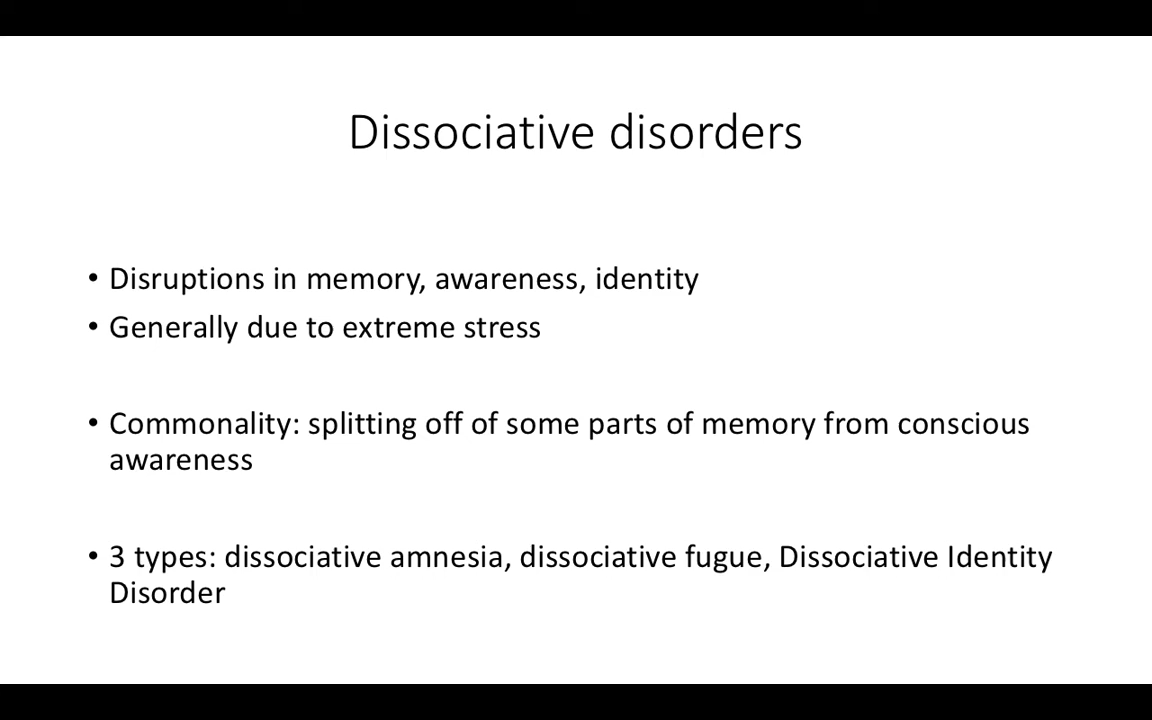 Dissociative disorders
• Disruptions in memory, awareness, identity
• Generally due to extreme stress
• Commonality: splitting off of some parts of memory from conscious
awareness
• 3 types: dissociative amnesia, dissociative fugue, Dissociative Identity
Disorder